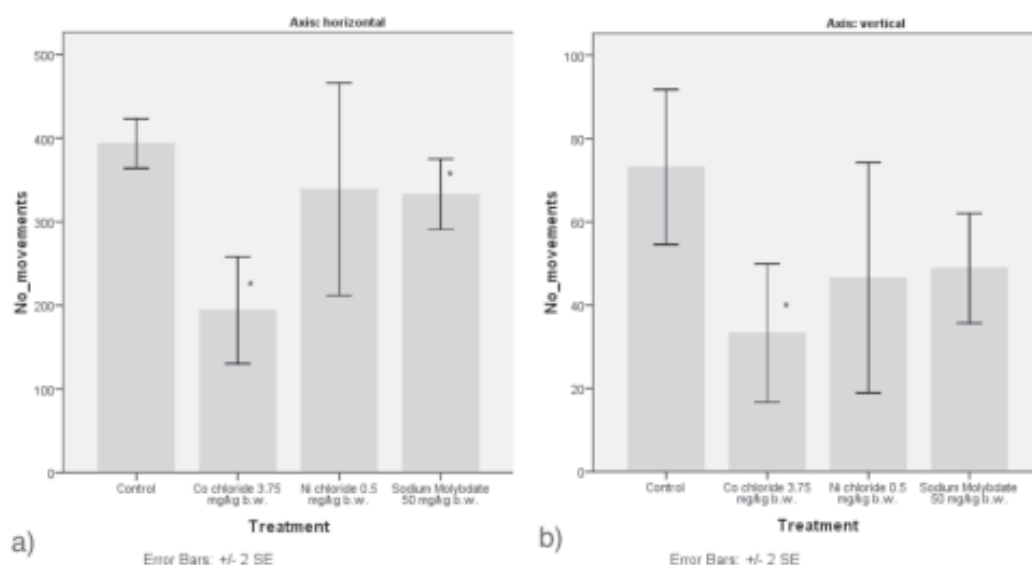 Axis: horizontal
500
400
300
200
100
0
No_movements
Control
Co chloride 3.75
mg/kg b.w.
Ni chloride 0.5
mg/kg b.w.
Sodium Molybdate
50 mg/kg b.w.
*
*
Treatment
a)
Error Bars: +/- 2 SE
Axis: vertical
100
80
60
40
20
0
No_movements
Control
Co chloride 3.75
mg/kg b.w.
Ni chloride 0.5
mg/kg b.w.
Sodium Molybdate
50 mg/kg b.w.
*
Treatment
b)
Error Bars: +/- 2 SE